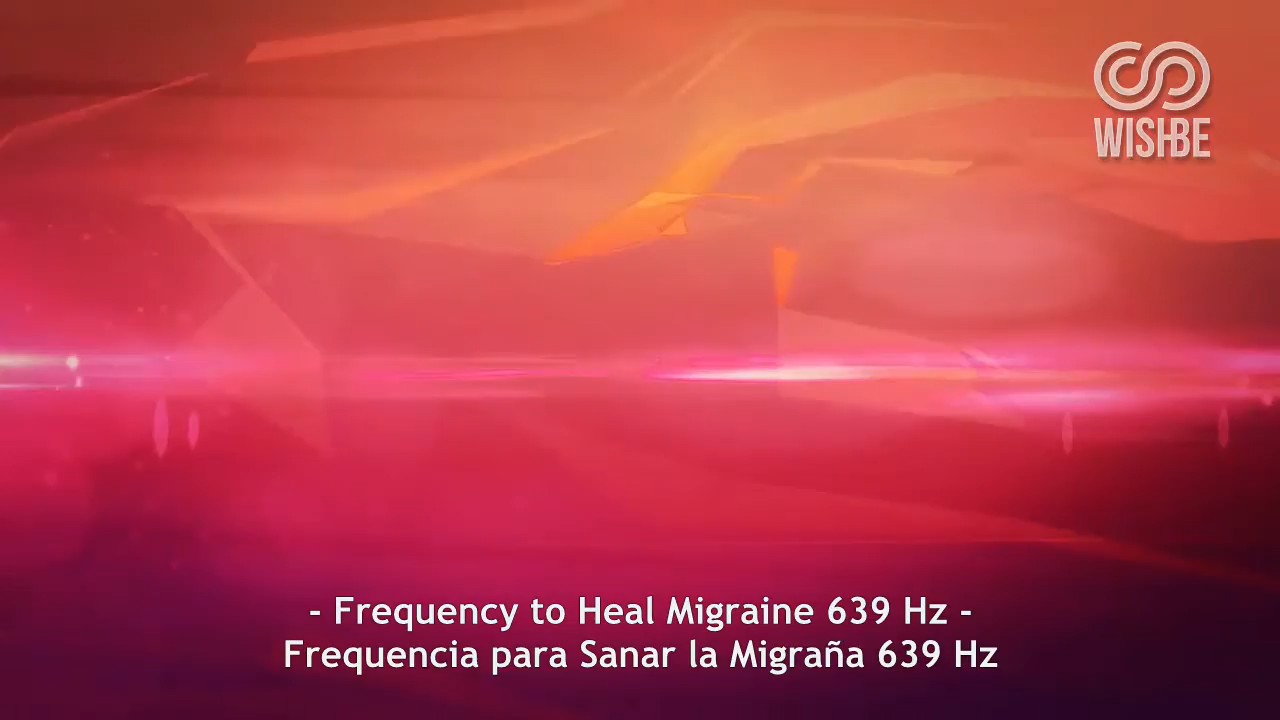 WISHBE
- Frequency to Heal Migraine 639 Hz -
Frequencia para Sanar la Migraña 639 Hz